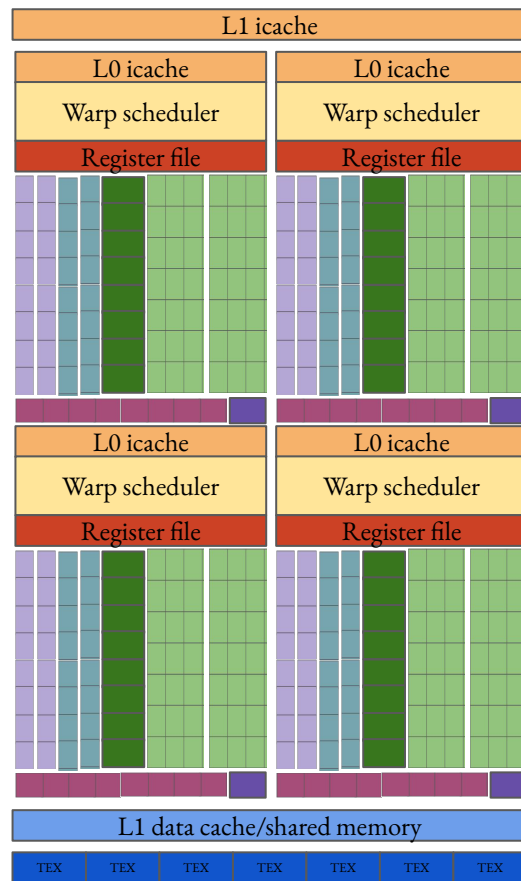 L1 icache
L0 icache L0 icache
Warp scheduler Warp scheduler
Register file Register file
L0 icache L0 icache
Warp scheduler Warp scheduler
Register file Register file
L1 data cache/shared memory
TEX TEX TEX TEX TEX TEX TEX